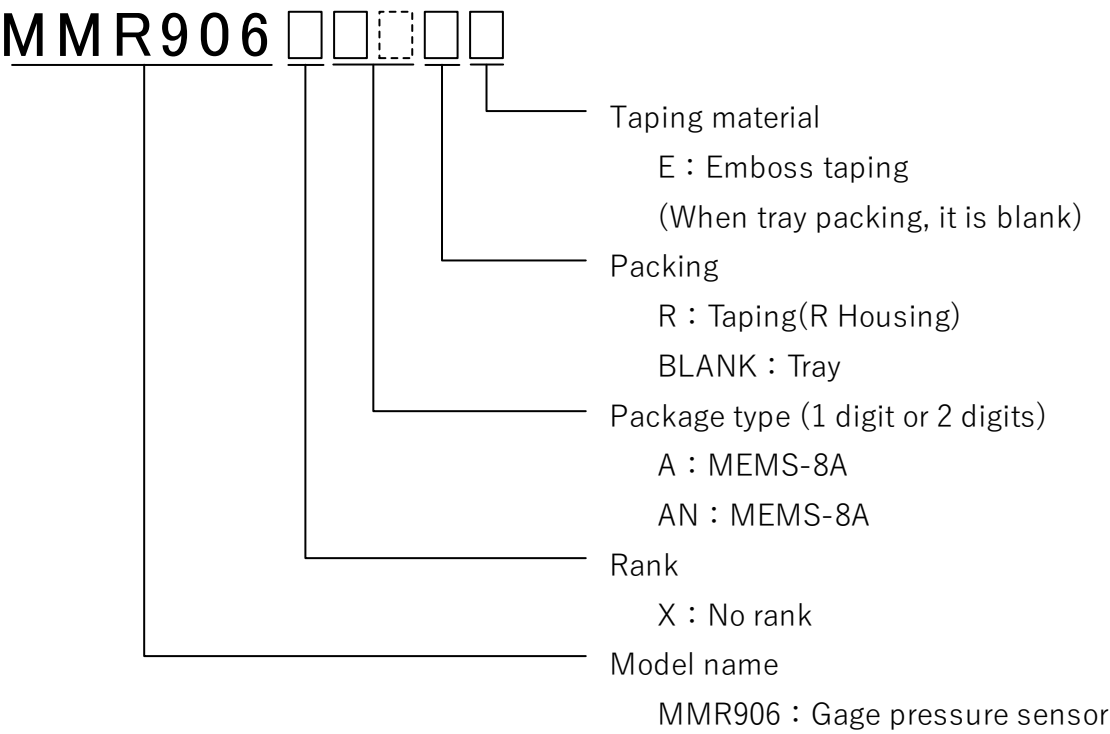 MMR906
Taping material
E：Emboss taping
(When tray packing, it is blank)
Packing
R：Taping(R Housing)
BLANK：Tray
Package type (1 digit or 2 digits)
A：MEMS-8A
AN：MEMS-8A
Rank
X：No rank
Model name
MMR906：Gage pressure sensor